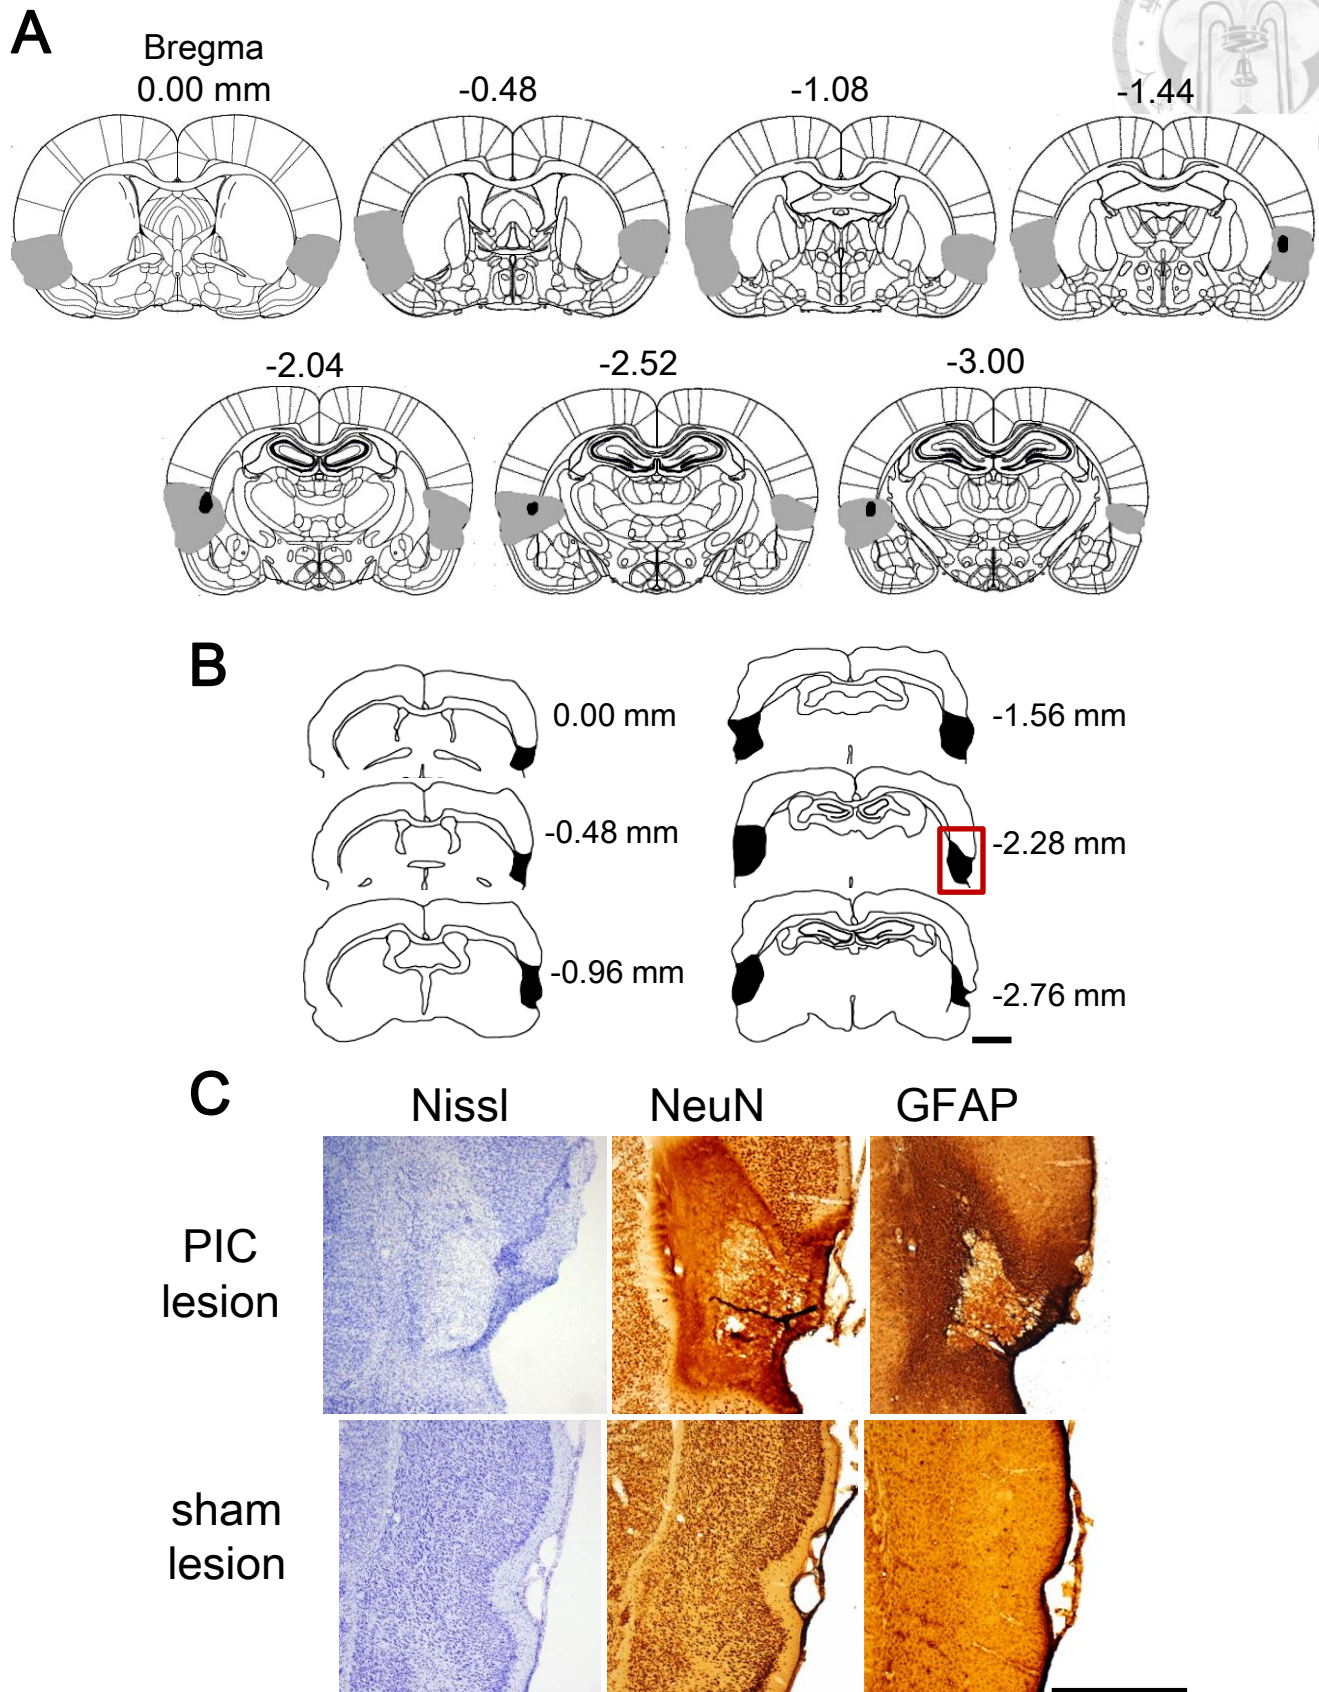 A
Bregma
0.00 mm
-0.48
-1.08
-1.44
-2.04
-2.52
-3.00
B
0.00 mm
-0.48 mm
-0.96 mm
-1.56 mm
-2.28 mm
-2.76 mm
C
Nissl
NeuN
GFAP
PIC
lesion
sham
lesion